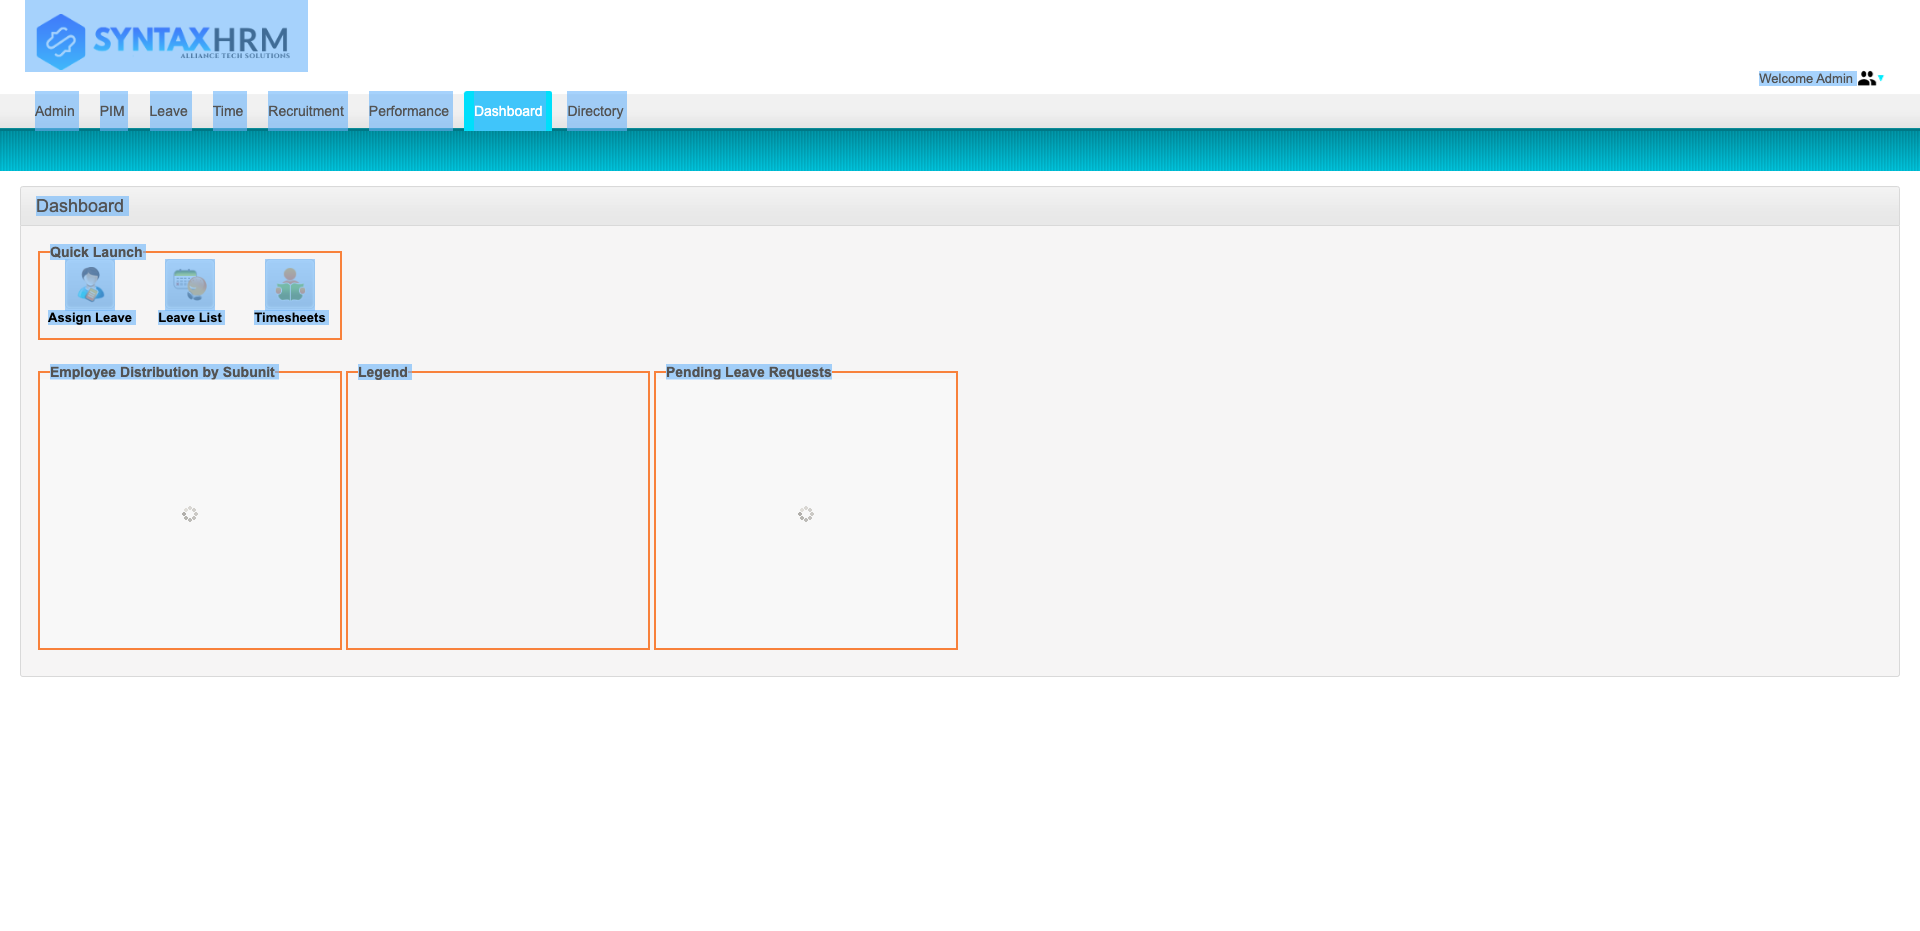 SYNTAXHRM
ALLIANCE TECH SOLUTIONS
Welcome Admin
Admin PIM Leave Time Recruitment Performance Dashboard Directory
Dashboard
Quick Launch
Assign Leave Leave List Timesheets
Employee Distribution by Subunit Legend Pending Leave Requests